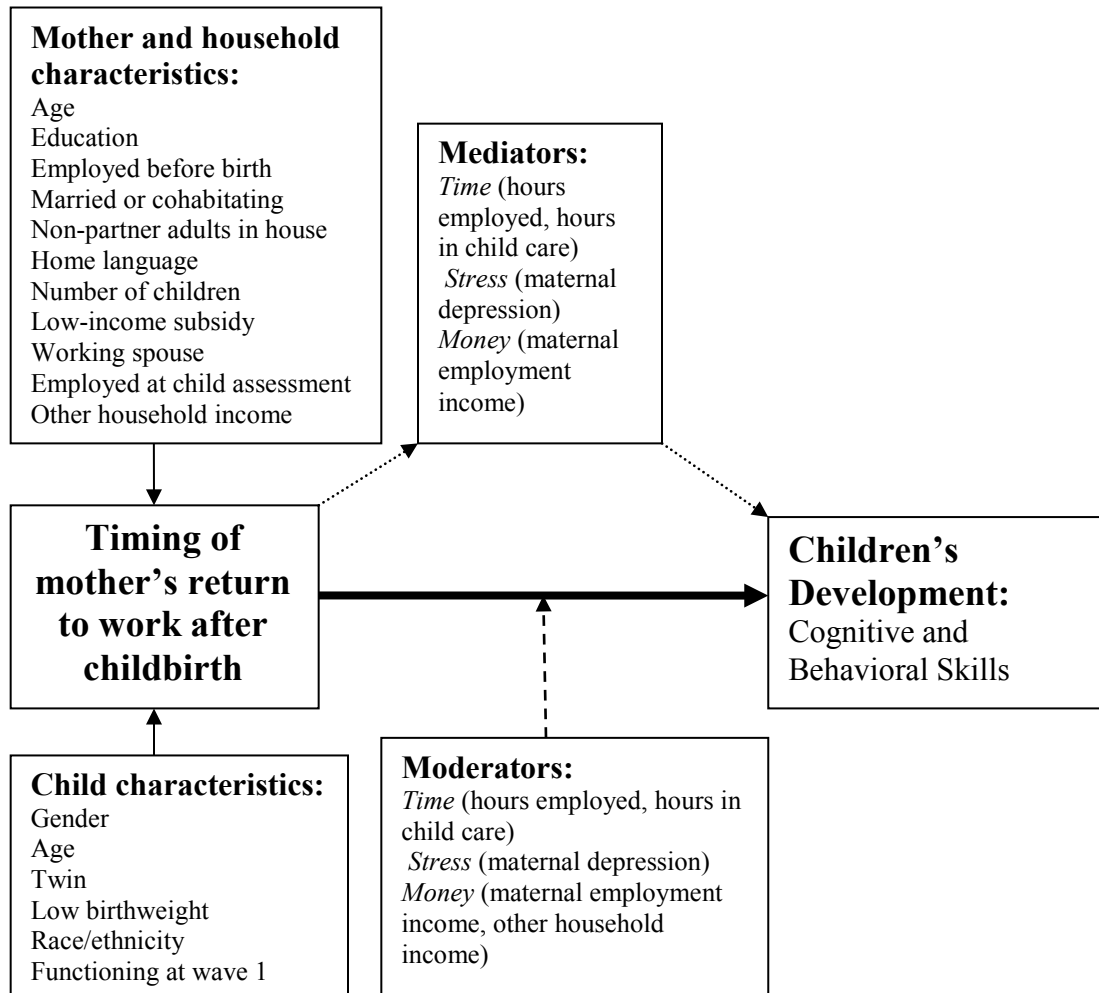 Mother and household
characteristics:
Age
Education
Employed before birth
Married or cohabitating
Non-partner adults in house
Home language
Number of children
Low-income subsidy
Working spouse
Employed at child assessment
Other household income
Mediators:
Time (hours
employed, hours
in child care)
Stress (maternal
depression)
Money (maternal
employment
income)
Timing of
mother’s return
to work after
childbirth
Children’s
Development:
Cognitive and
Behavioral Skills
Child characteristics:
Gender
Age
Twin
Low birthweight
Race/ethnicity
Functioning at wave 1
Moderators:
Time (hours employed, hours in
child care)
Stress (maternal depression)
Money (maternal employment
income, other household
income)